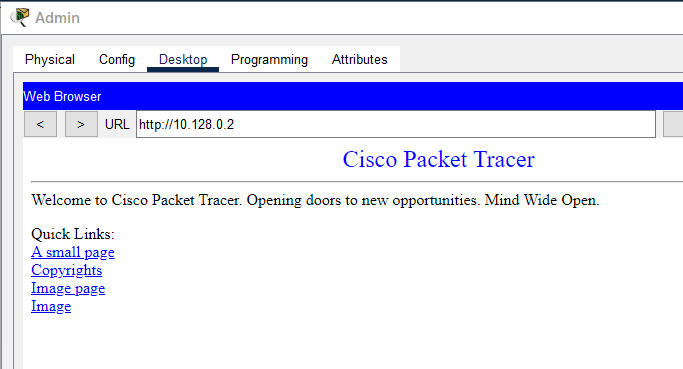 Admin
Physical Config Desktop Programming Attributes
Web Browser
< > URL http://10.128.0.2
Cisco Packet Tracer
Welcome to Cisco Packet Tracer. Opening doors to new opportunities. Mind Wide Open.
Quick Links:
A small page
Copyrights
Image page
Image